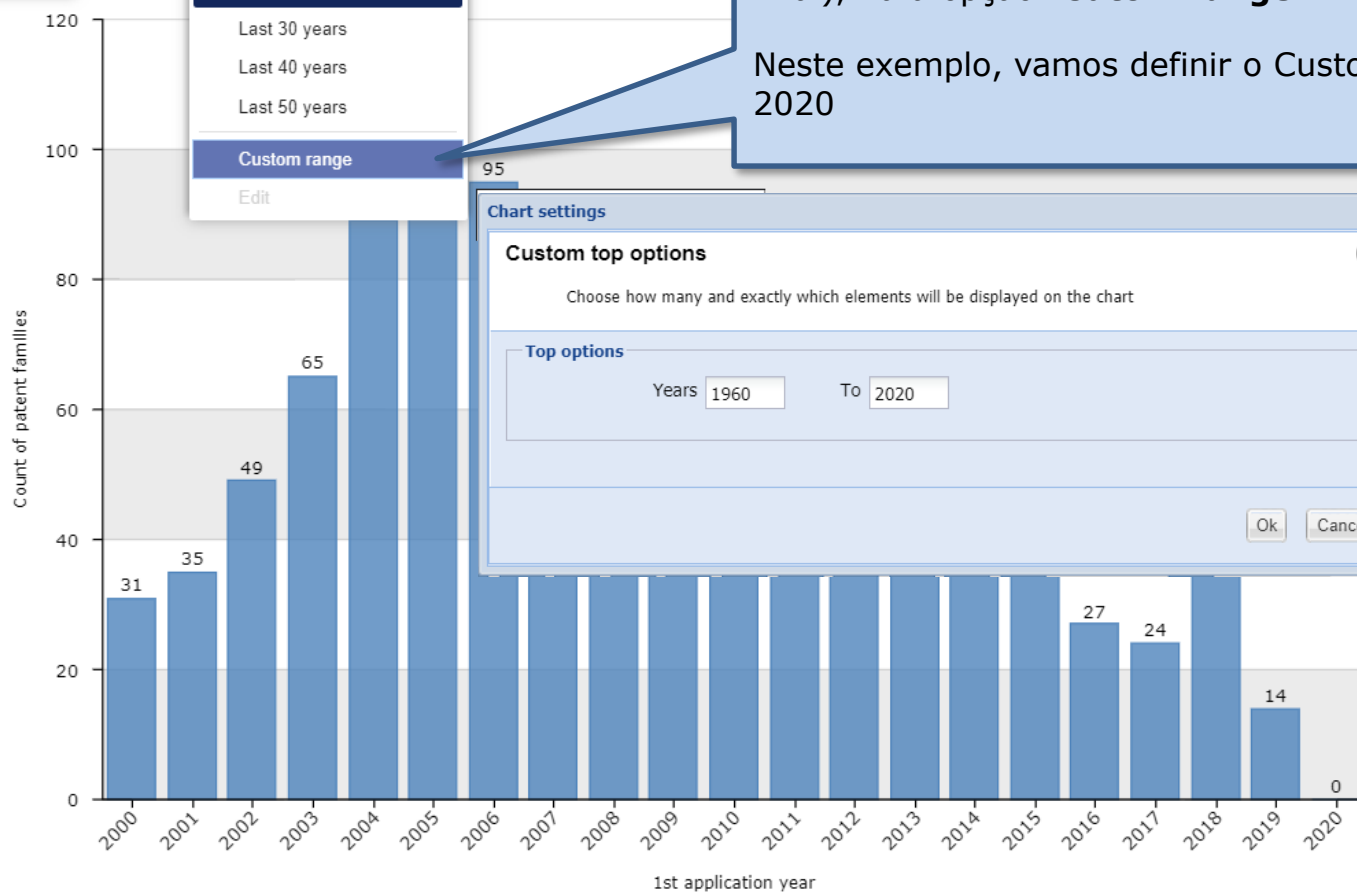 Neste exemplo, vamos definir o
2020
120
100
80
60
40
20
0
Count of patent families
Last 30 years
Last 40 years
Last 50 years
Custom range
Edit
Chart settings
Custom top options
Choose how many and exactly which elements will be displayed on the chart
Top options
Years 1960 To 2020
Ok
31
35
49
65
95
27
24
14
0
2000 2001 2002 2003 2004 2005 2006 2007 2008 2009 2010 2011 2012 2013 2014 2015 2016 2017 2018 2019 2020
1st application year